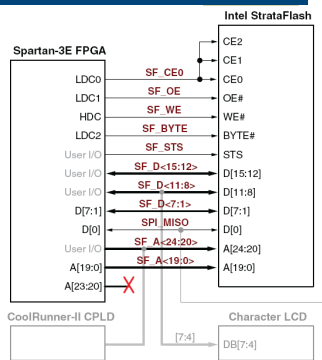 Intel StrataFlash
Spartan-3E FPGA
CE2
CE1
LDC0 SF_CE0 CE0
LDC1 SF_OE OE#
HDC SF_WE WE#
LDC2 SF_BYTE BYTE#
User I/O SF_STS STS
User I/O SF_D<15:12> D[15:12]
User I/O SF_D<11:8> D[11:8]
D[7:1] SF_D<7:1> D[7:1]
D[0] SPI_MISO D[0]
User I/O SF_A<24:20> A[24:20]
A[19:0] SF_A<19:0> A[19:0]
A[23:20]
CoolRunner-II CPLD Character LCD
[7:4] DB[7:4]